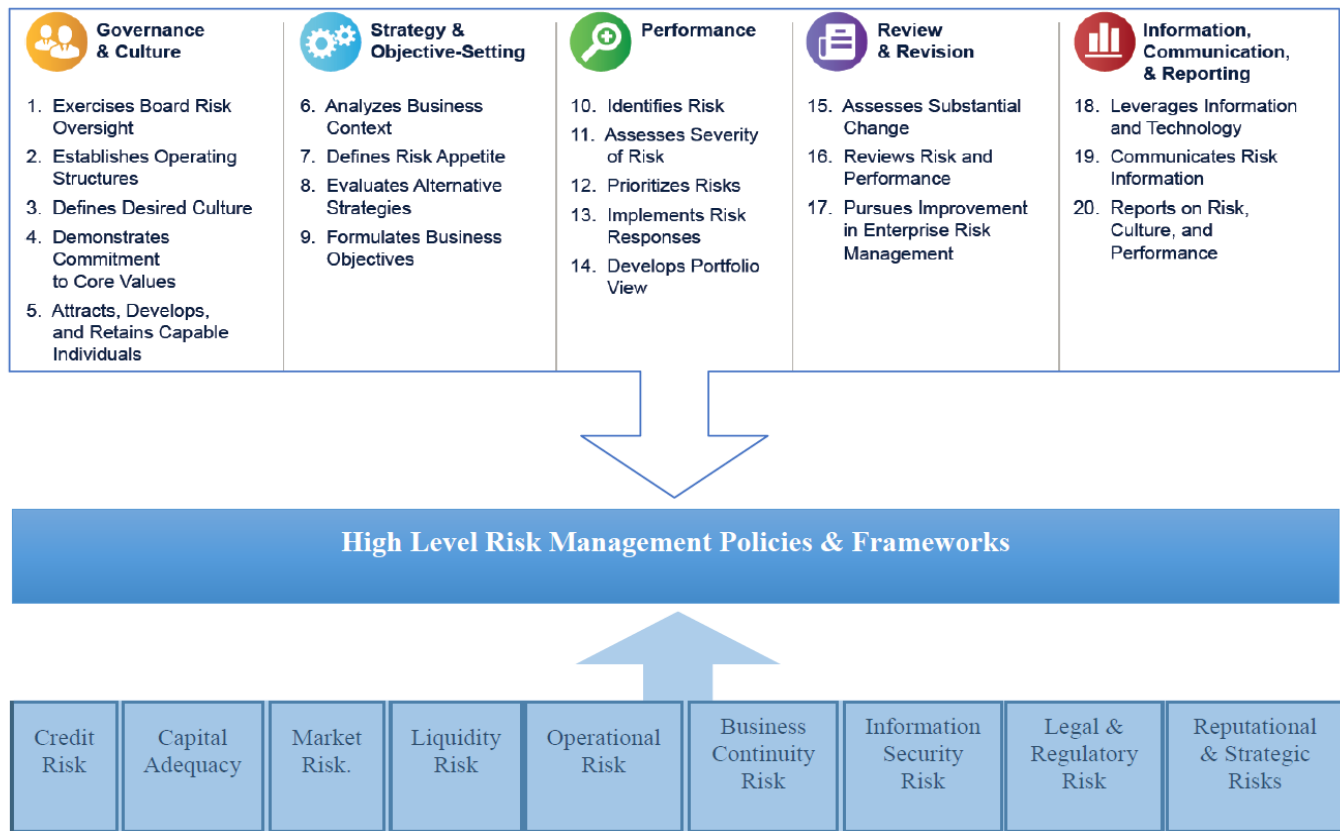 Governance
& Culture
1. Exercises Board Risk
Oversight
2. Establishes Operating
Structures
3. Defines Desired Culture
4. Demonstrates
Commitment
to Core Values
5. Attracts, Develops,
and Retains Capable
Individuals
Strategy &
Objective-Setting
6. Analyzes Business
Context
7. Defines Risk Appetite
8. Evaluates Alternative
Strategies
9. Formulates Business
Objectives
Performance
10. Identifies Risk
11. Assesses Severity
of Risk
12. Prioritizes Risks
13. Implements Risk
Responses
14. Develops Portfolio
View
Review
& Revision
15. Assesses Substantial
Change
16. Reviews Risk and
Performance
17. Pursues Improvement
in Enterprise Risk
Management
Information,
Communication,
& Reporting
18. Leverages Information
and Technology
19. Communicates Risk
Information
20. Reports on Risk,
Culture, and
Performance
High Level Risk Management Policies & Frameworks
Credit
Risk
Capital
Adequacy
Market
Risk.
Liquidity
Risk
Operational
Risk
Business
Continuity
Risk
Information
Security
Risk
Legal &
Regulatory
Risk
Reputational
& Strategic
Risks